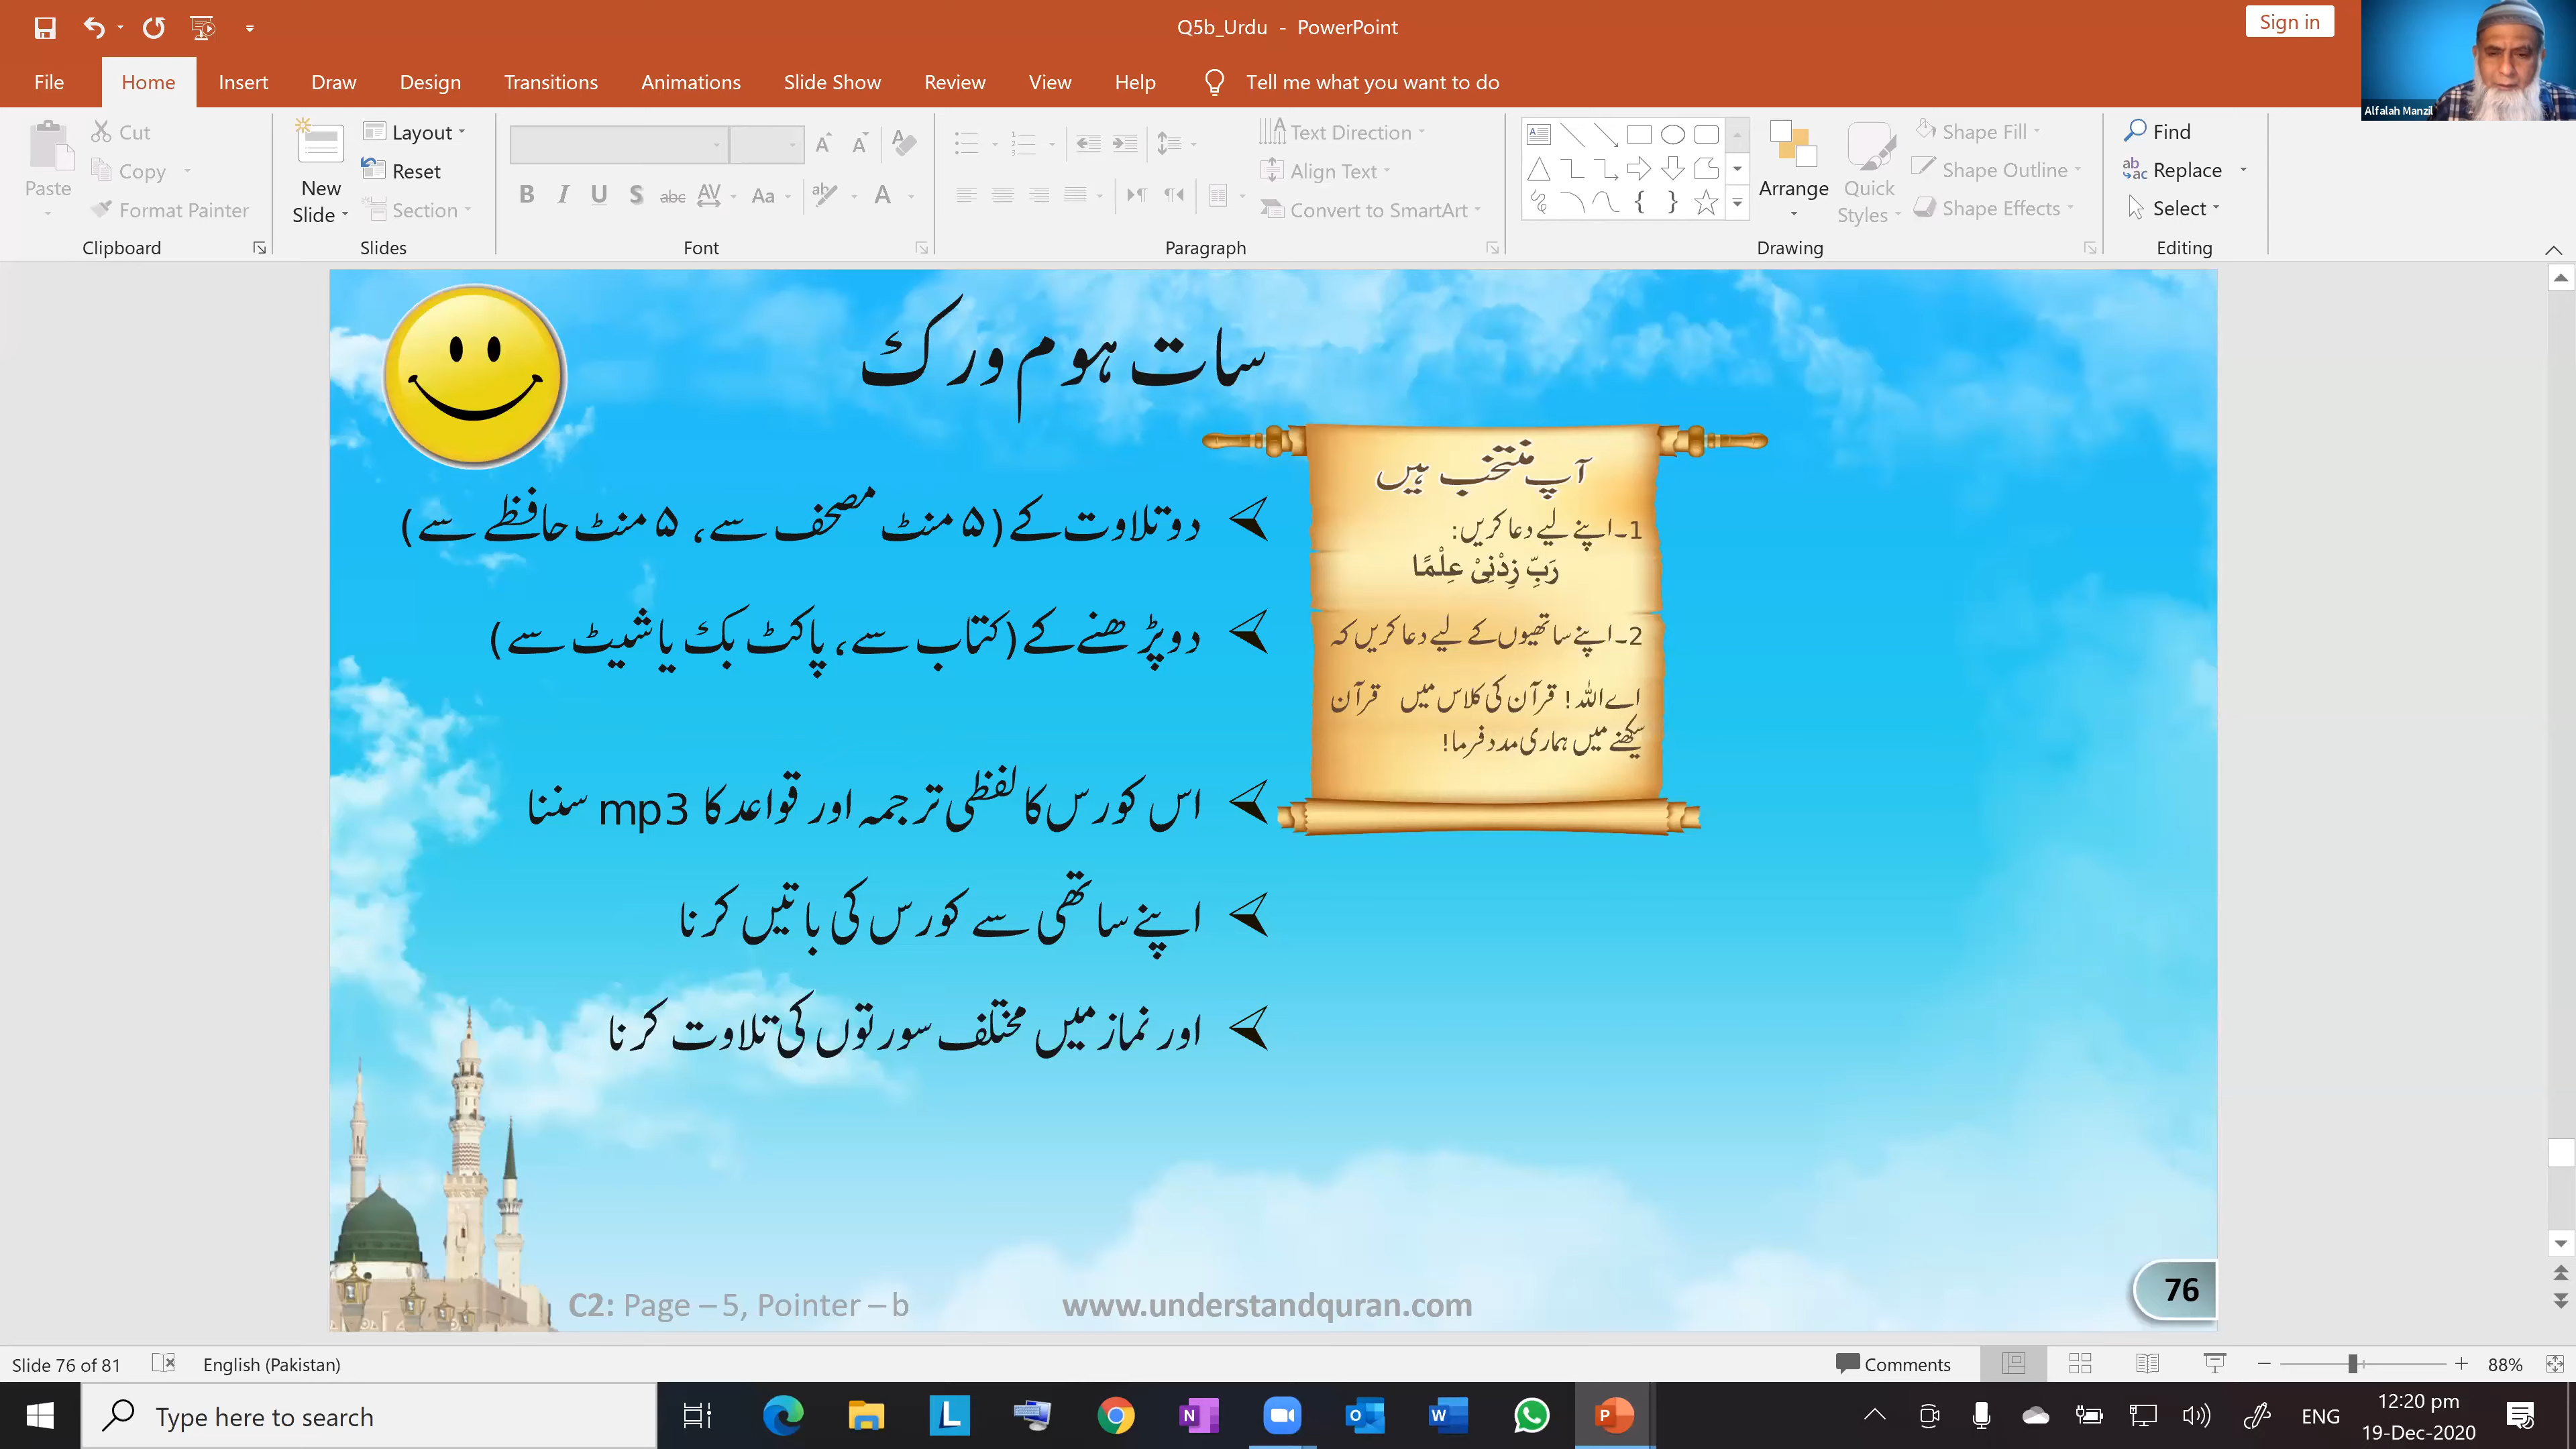 Q5b_Urdu - PowerPoint
Sign in
Alfalah Manzil
File Home Insert Draw Design Transitions Animations Slide Show Review View Help Tell me what you want to do
Paste
Cut
Copy
Format Painter
Clipboard
New Slide
Layout
Reset
Section
Slides
Font
Text Direction
Align Text
Convert to SmartArt
Paragraph
Arrange
Quick Styles
Shape Fill
Shape Outline
Shape Effects
Drawing
Find
Replace
Select
Editing
سات ہوم ورک
آپ منتخب ہیں
1۔اپنے لیے دعا کریں:
رَبِّ زِدْنِیْ عِلْمًا
2۔اپنے ساتھیوں کے لیے دعا کریں کہ
اے اللہ! قرآن کی کلاس میں قرآن
سیکھنے میں ہماری مدد فرما!
دو تلاوت کے (۵ منٹ مصحف سے، ۵ منٹ حافظے سے)
دو پڑھنے کے (کتاب سے، پاکٹ بک یا شیٹ سے)
اس کورس کا لفظی ترجمہ اور قواعد کا mp3 سننا
اپنے ساتھی سے کورس کی باتیں کرنا
اور نماز میں مختلف سورتوں کی تلاوت کرنا
C2: Page – 5, Pointer – b
www.understandquran.com
76
Slide 76 of 81
English (Pakistan)
Comments
88%
Type here to search
ENG
12:20 pm
19-Dec-2020